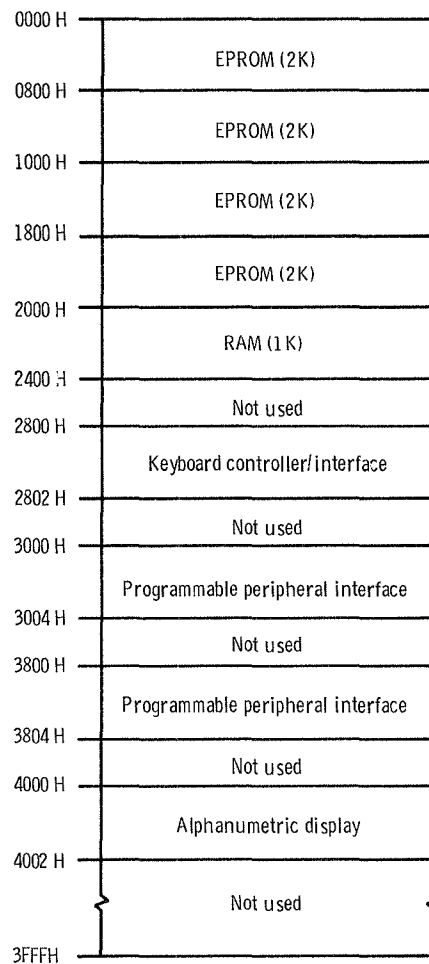 0000 H
EPROM (2K)
0800 H
EPROM (2K)
1000 H
EPROM (2K)
1800 H
EPROM (2K)
2000 H
RAM (1K)
2400 H
Not used
2800 H
Keyboard controller/interface
2802 H
Not used
3000 H
Programmable peripheral interface
3004 H
Not used
3800 H
Programmable peripheral interface
3804 H
Not used
4000 H
Alphanumetric display
4002 H
Not used
3FFFH